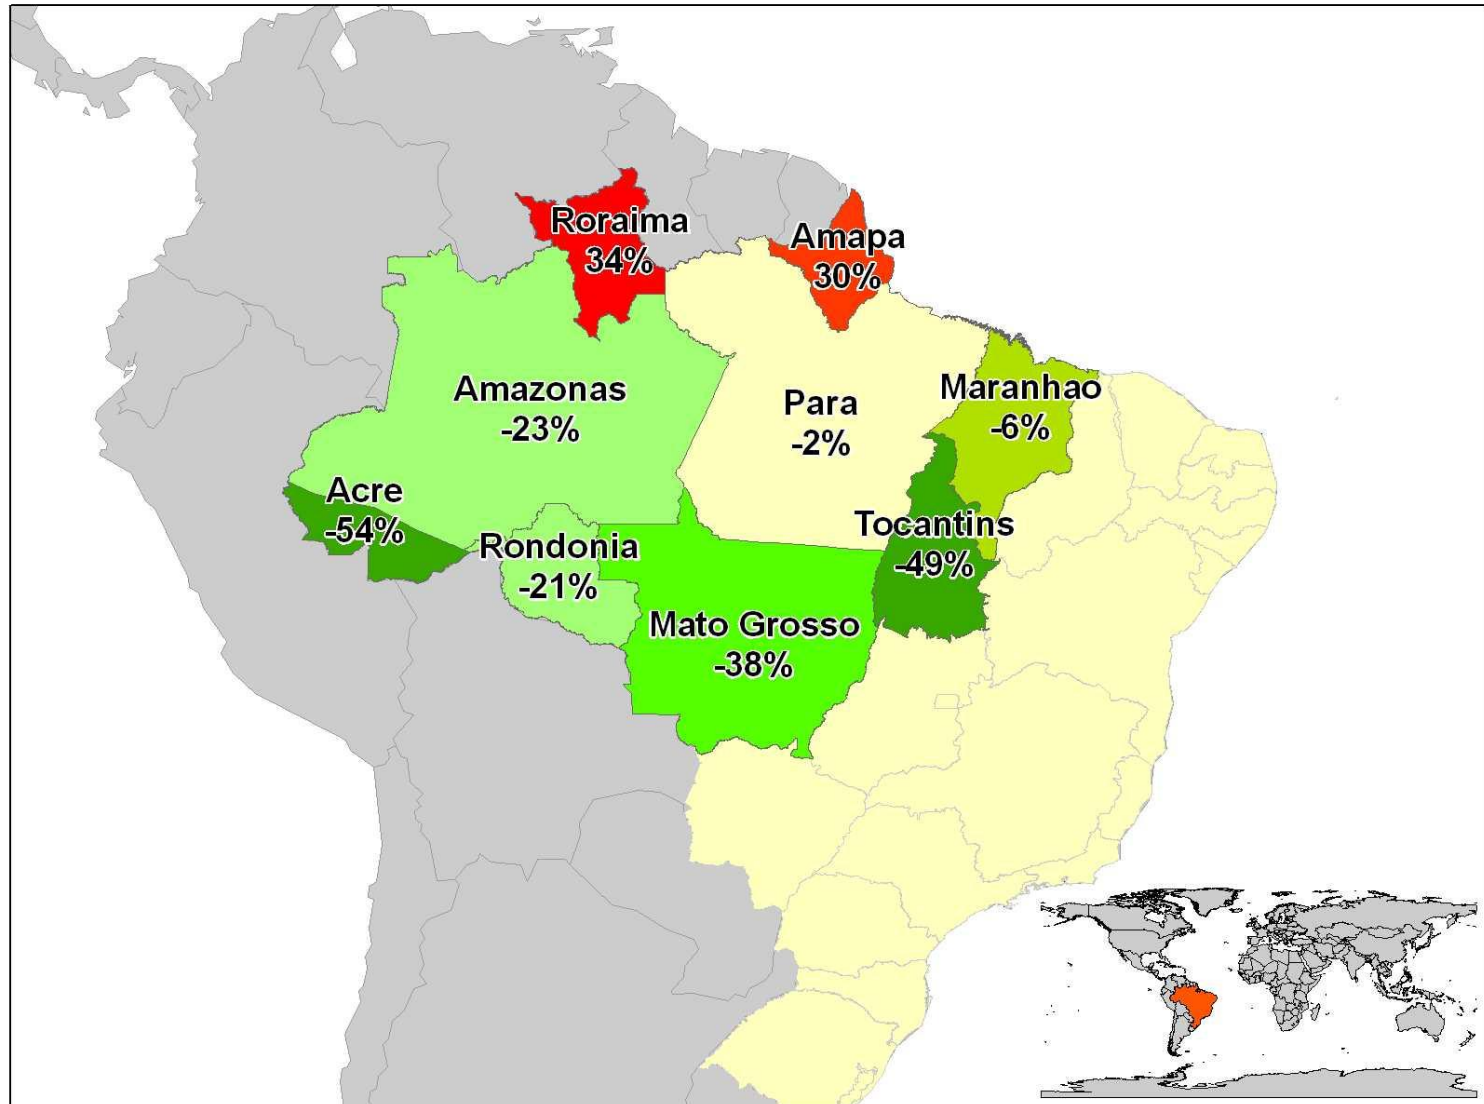 Roraima
34%
Amapa
30%
Amazonas
-23%
Para
-2%
Maranhao
-6%
Acre
-54%
Rondonia
-21%
Tocantins
-49%
Mato Grosso
-38%